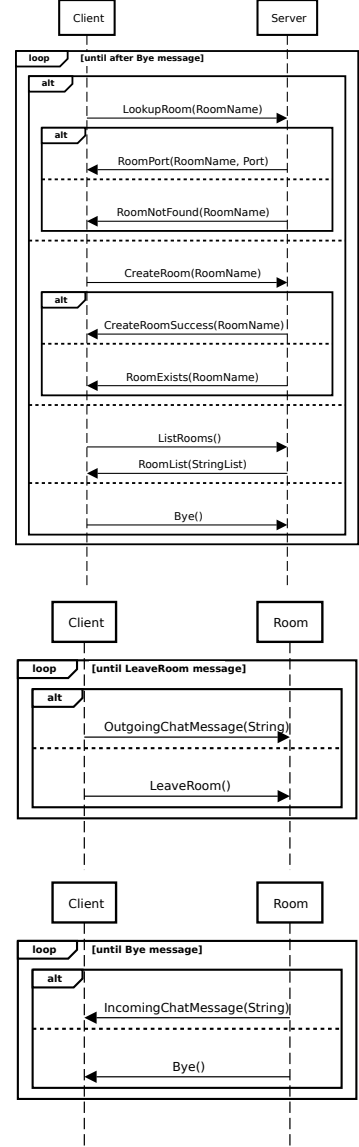 Client
Server
loop
[until after Bye message]
alt
LookupRoom(RoomName)
alt
RoomPort(RoomName, Port)
RoomNotFound(RoomName)
CreateRoom(RoomName)
alt
CreateRoomSuccess(RoomName)
RoomExists(RoomName)
ListRooms()
RoomList(StringList)
Bye()
Client
Room
loop
[until LeaveRoom message]
alt
OutgoingChatMessage(String)
LeaveRoom()
Client
Room
loop
[until Bye message]
alt
IncomingChatMessage(String)
Bye()